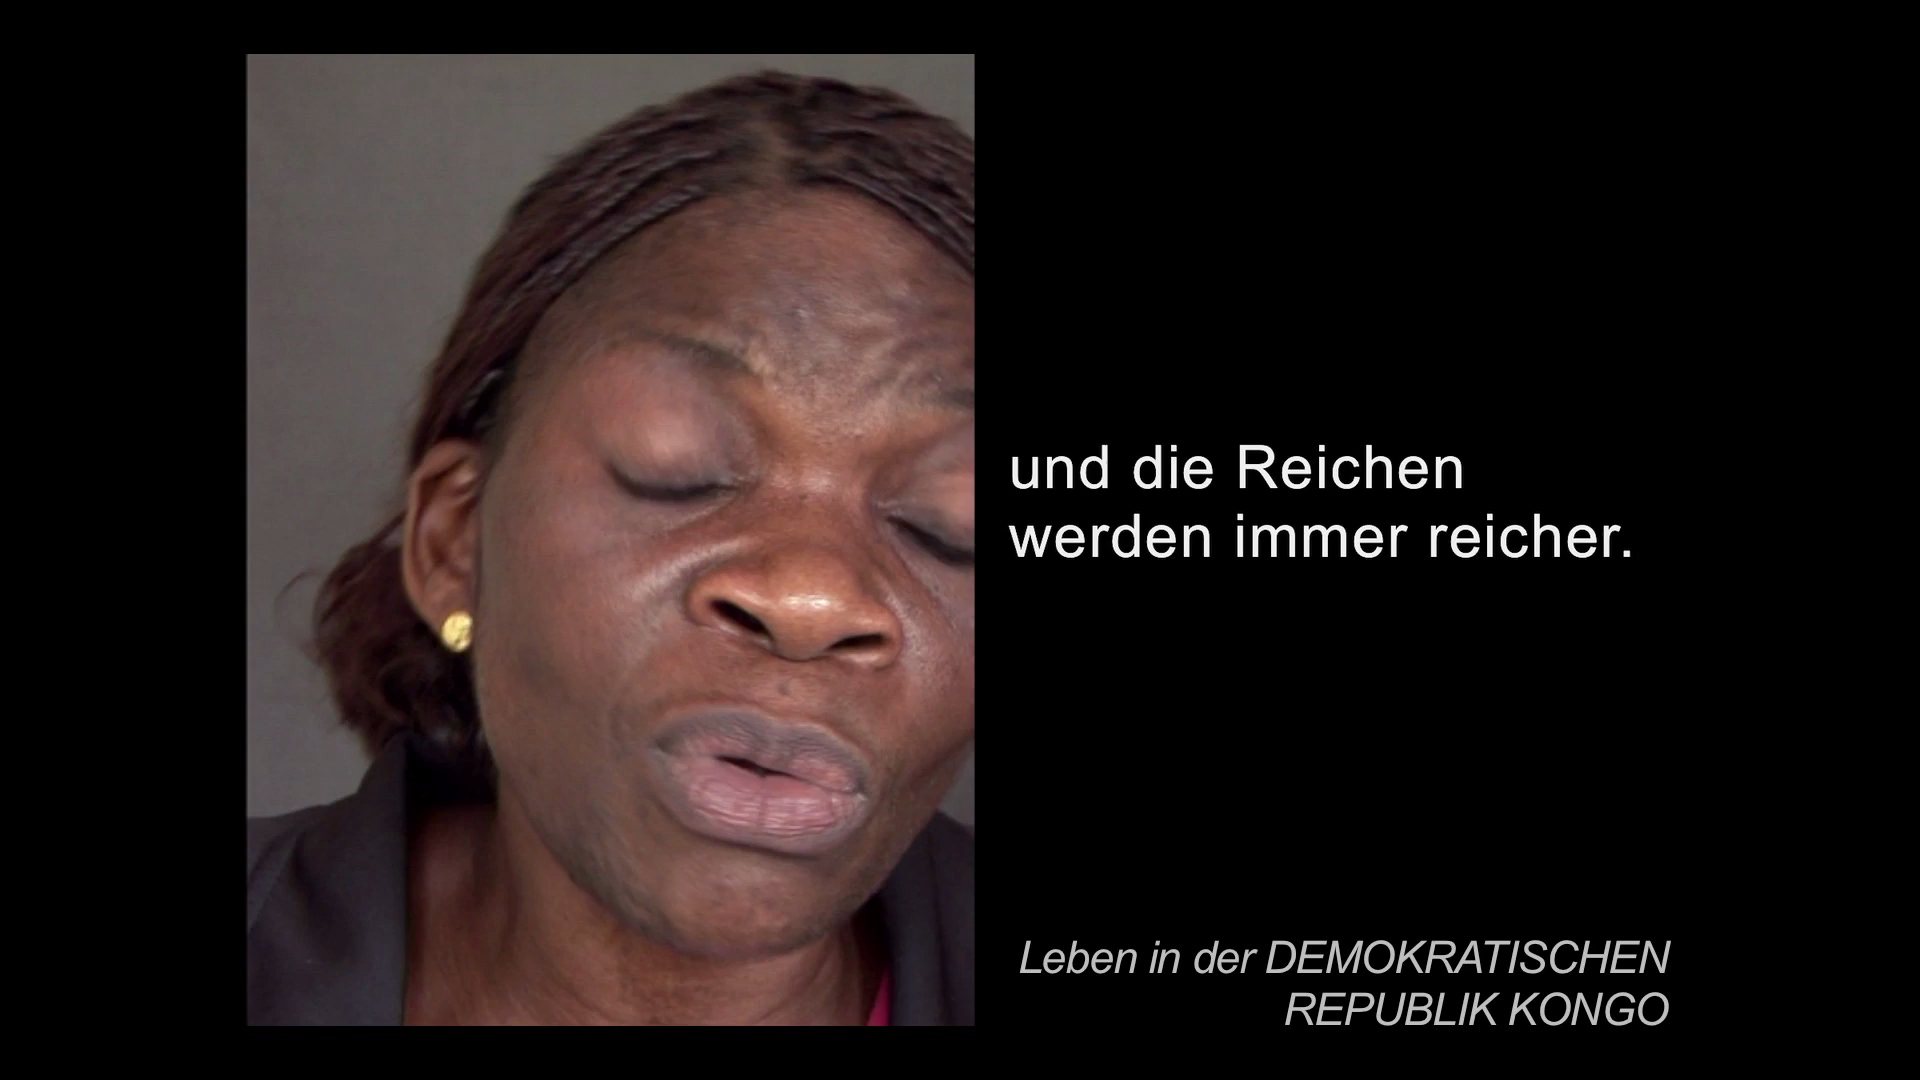 und die Reichen
werden immer reicher.
Leben in der DEMOKRATISCHEN
REPUBLIK KONGO